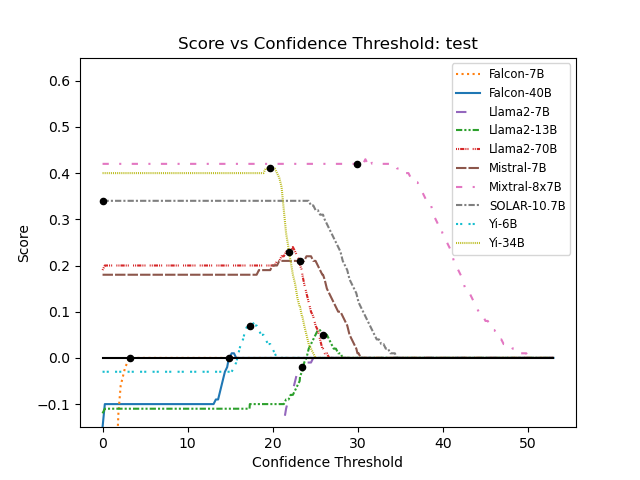 Score vs Confidence Threshold: test
Score
0.6
0.5
0.4
0.3
0.2
0.1
0.0
−0.1
Falcon-7B
Falcon-40B
Llama2-7B
Llama2-13B
Llama2-70B
Mistral-7B
Mixtral-8x7B
SOLAR-10.7B
Yi-6B
Yi-34B
0 10 20 30 40 50
Confidence Threshold